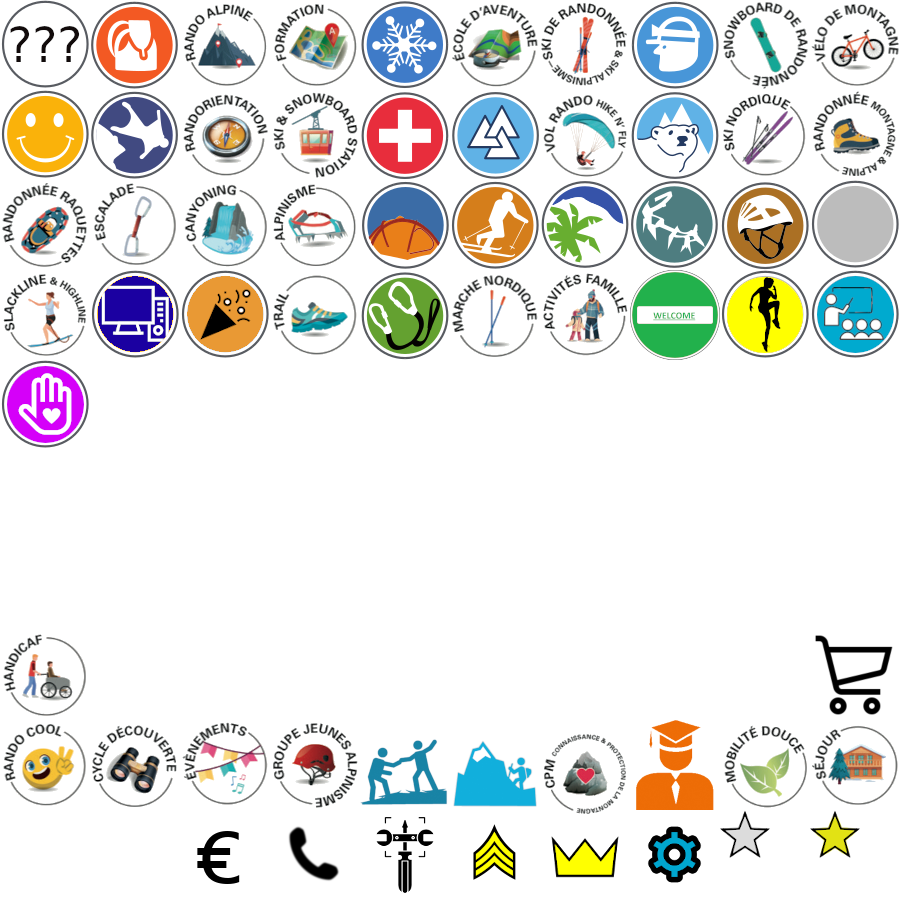 ???
RANDO ALPINE
FORMATION
A
ÉCOLE D'AVENTURE
SKI DE RANDONNÉE & SKIALPINISME
SNOWBOARD DE RANDONNÉE
VÉLO DE MONTAGNE
RANDORIENTATION
SKI & SNOWBOARD STATION
VOL RANDO HIKE N' FLY
SKI NORDIQUE
RANDONNÉE MONTAGNE & ALPINE
RANDONNÉE RAQUETTES
ESCALADE
CANYONING
ALPINISME
SLACKLINE & HIGHLINE
TRAIL
MARCHE NORDIQUE
ACTIVITÉS FAMILLE
WELCOME
HANDICAF
RANDO COOL
CYCLE DÉCOUVERTE
ÉVÈNEMENTS
GROUPE JEUNES ALPINISME
CPM CONNAISSANCE & PROTECTION DE LA MONTAGNE
MOBILITÉ DOUCE
SÉJOUR
€